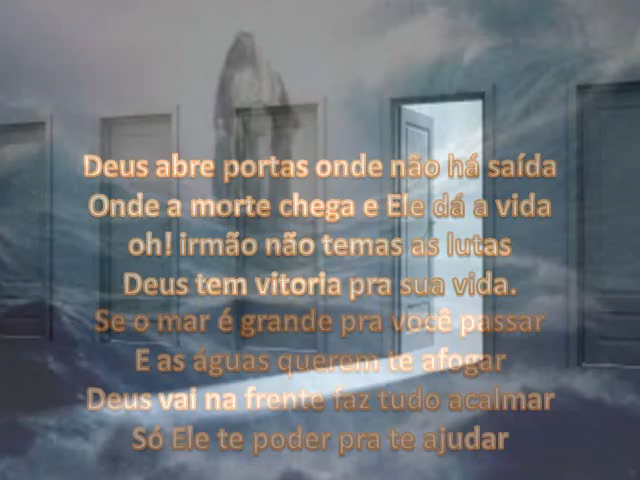 Deus abre portas onde não há saída
Onde a morte chega e Ele dá a vida
oh! irmão não temas as lutas
Deus tem vitoria pra sua vida.
Se o mar é grande pra você passar
E as águas querem te afogar
Deus vai na frente faz tudo acalmar
Só Ele te poder pra te ajudar